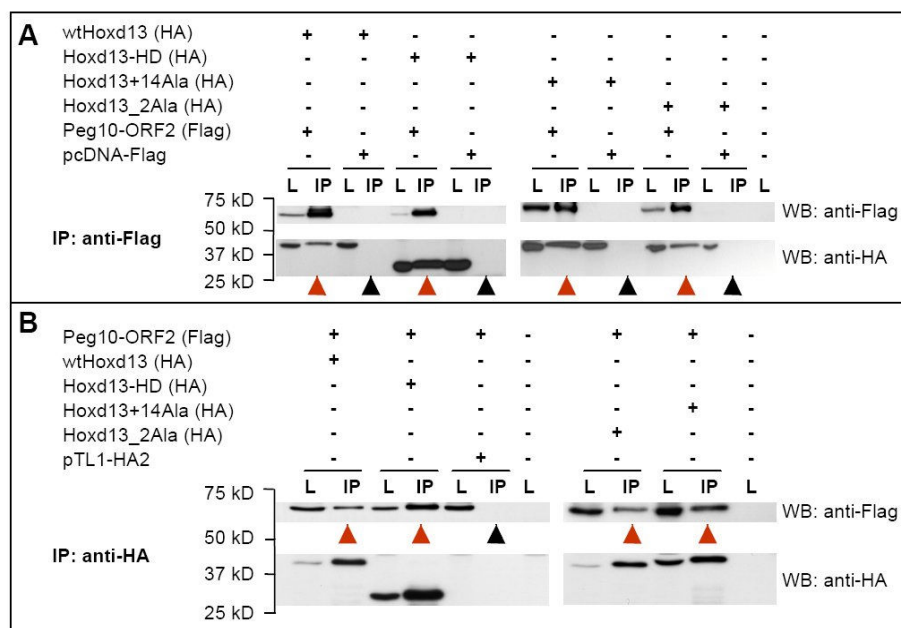 A
wtHoxd13 (HA) + + - - - - - - -
Hoxd13-HD (HA) - - + + - - - - -
Hoxd13+14Ala (HA) - - - - + + - - -
Hoxd13_2Ala (HA) - - - - - - + + -
Peg10-ORF2 (Flag) + - + - + - + - -
pcDNA-Flag - + - + - + - + -
L IP L IP L IP L IP L IP L IP L IP L IP L
75 kD
50 kD
37 kD
25 kD
IP: anti-Flag
WB: anti-Flag
WB: anti-HA
B
Peg10-ORF2 (Flag) + + + - + + -
wtHoxd13 (HA) + - - - - - -
Hoxd13-HD (HA) - + - - - - -
Hoxd13+14Ala (HA) - - - - - + -
Hoxd13_2Ala (HA) - - - - + - -
pTL1-HA2 - - + - - - -
L IP L IP L IP L L IP L IP L
75 kD
50 kD
37 kD
25 kD
IP: anti-HA
WB: anti-Flag
WB: anti-HA